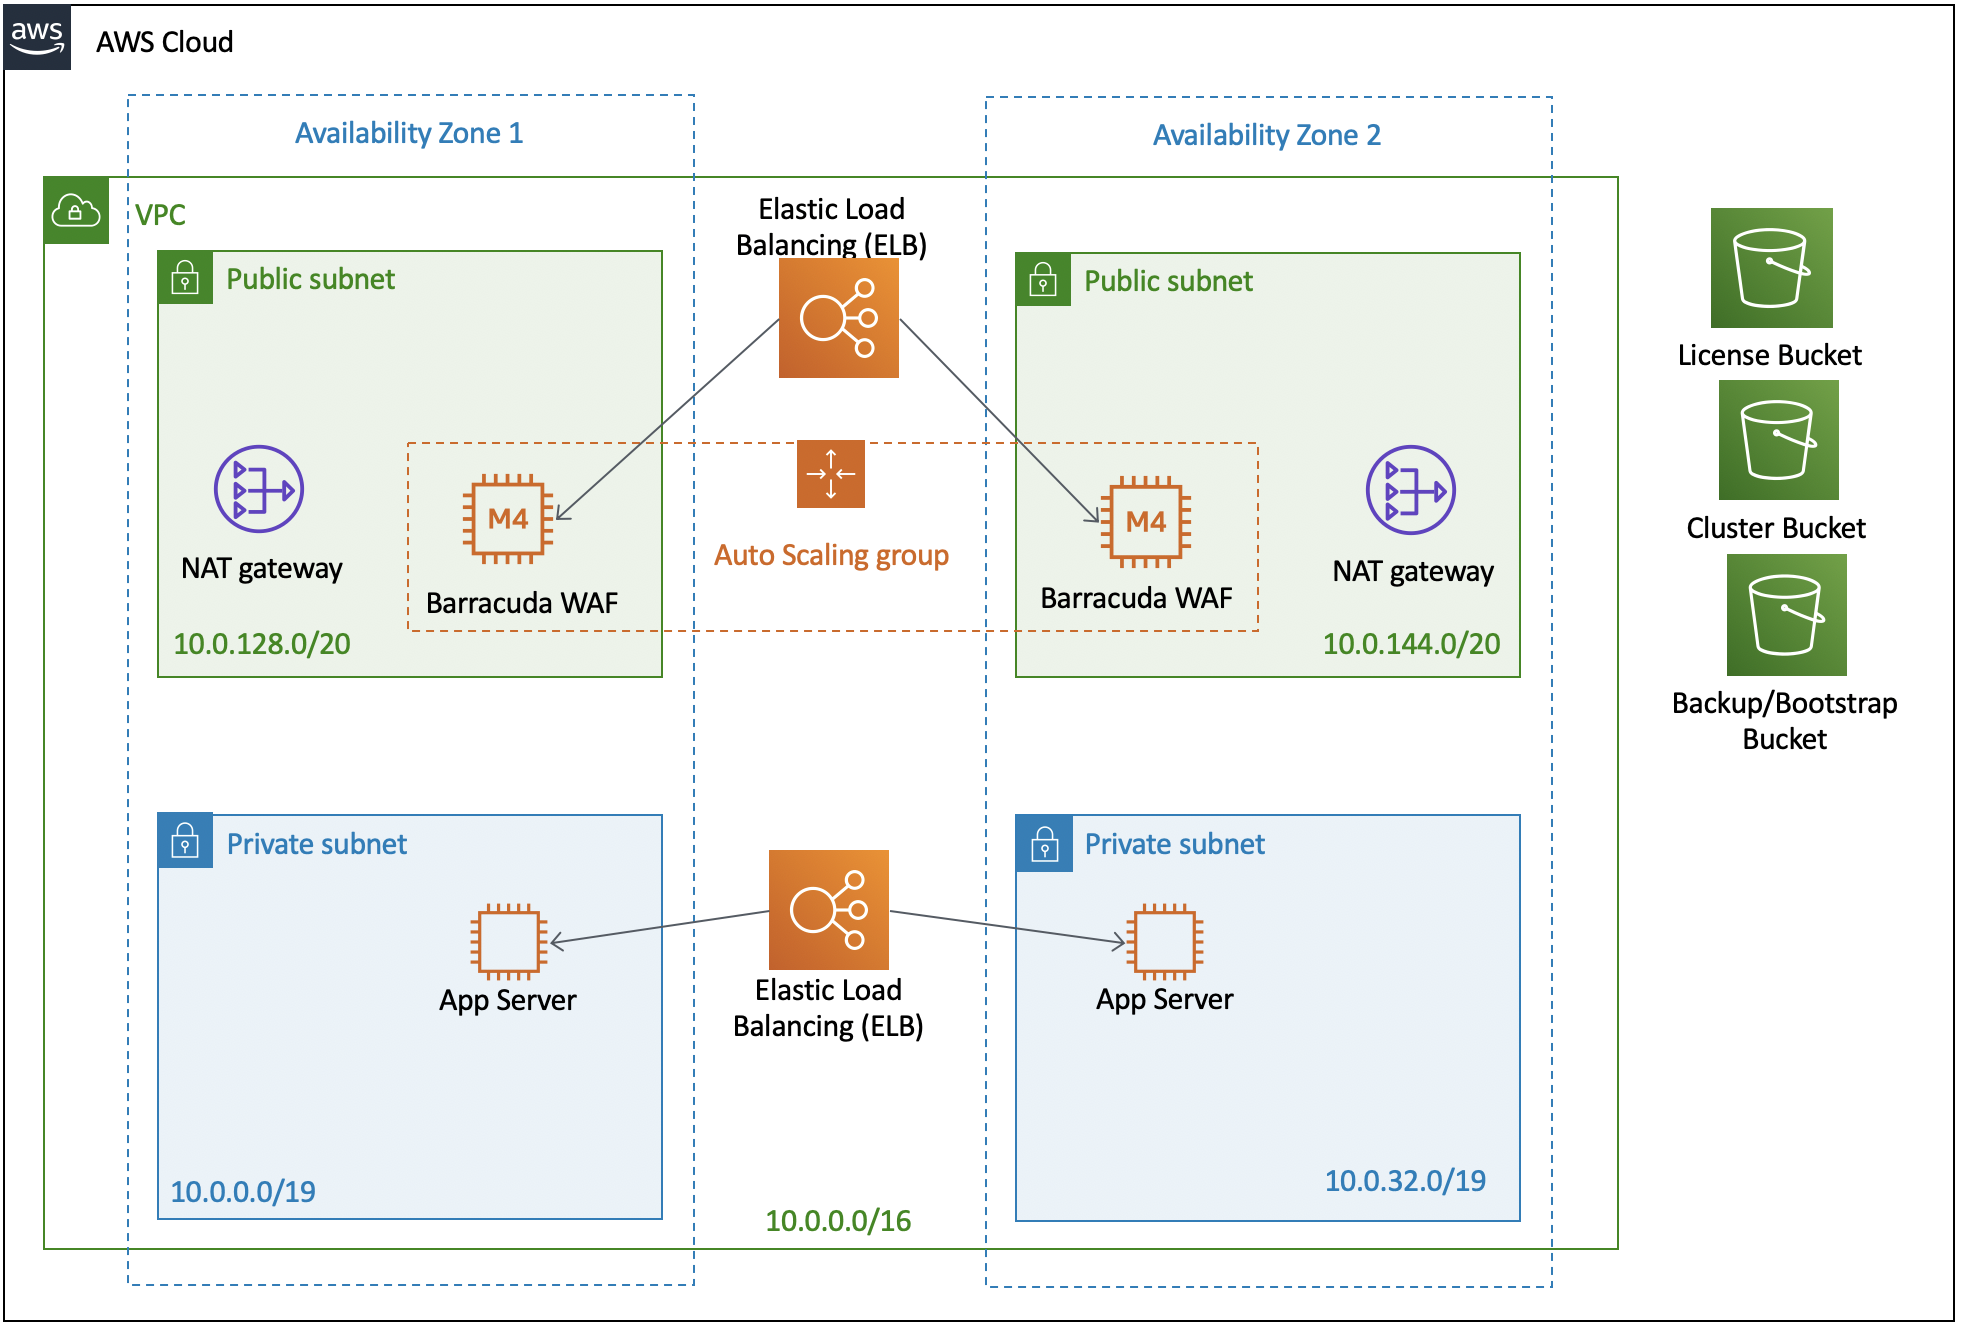 aws
AWS Cloud
Availability Zone 1
Availability Zone 2
VPC
Elastic Load
Balancing (ELB)
Public subnet
Public subnet
License Bucket
M4
M4
NAT gateway
Barracuda WAF
Auto Scaling group
Barracuda WAF
NAT gateway
Cluster Bucket
10.0.128.0/20
10.0.144.0/20
Backup/Bootstrap
Bucket
Private subnet
Private subnet
App Server
Elastic Load
Balancing (ELB)
App Server
10.0.0.0/19
10.0.32.0/19
10.0.0.0/16